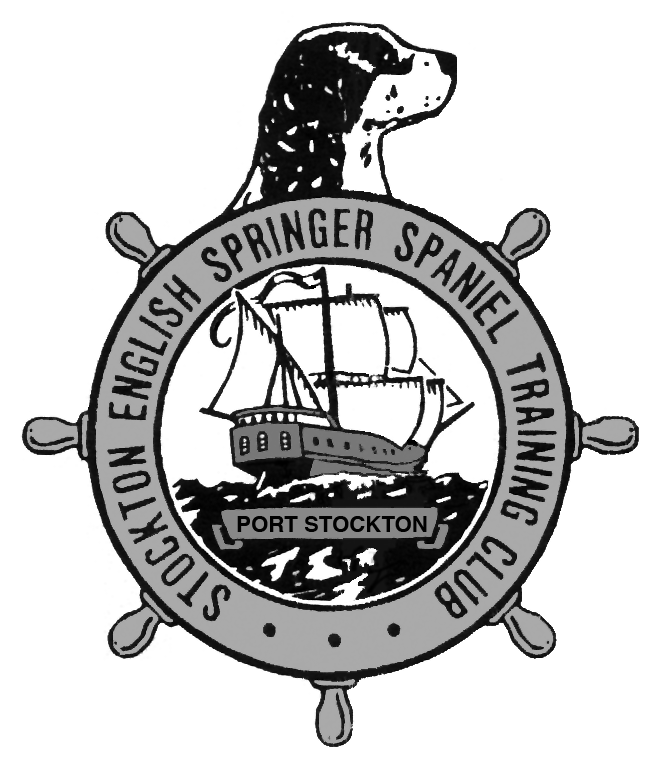 STOCKTON ENGLISH SPRINGER SPANIEL TRAINING CLUB
PORT STOCKTON